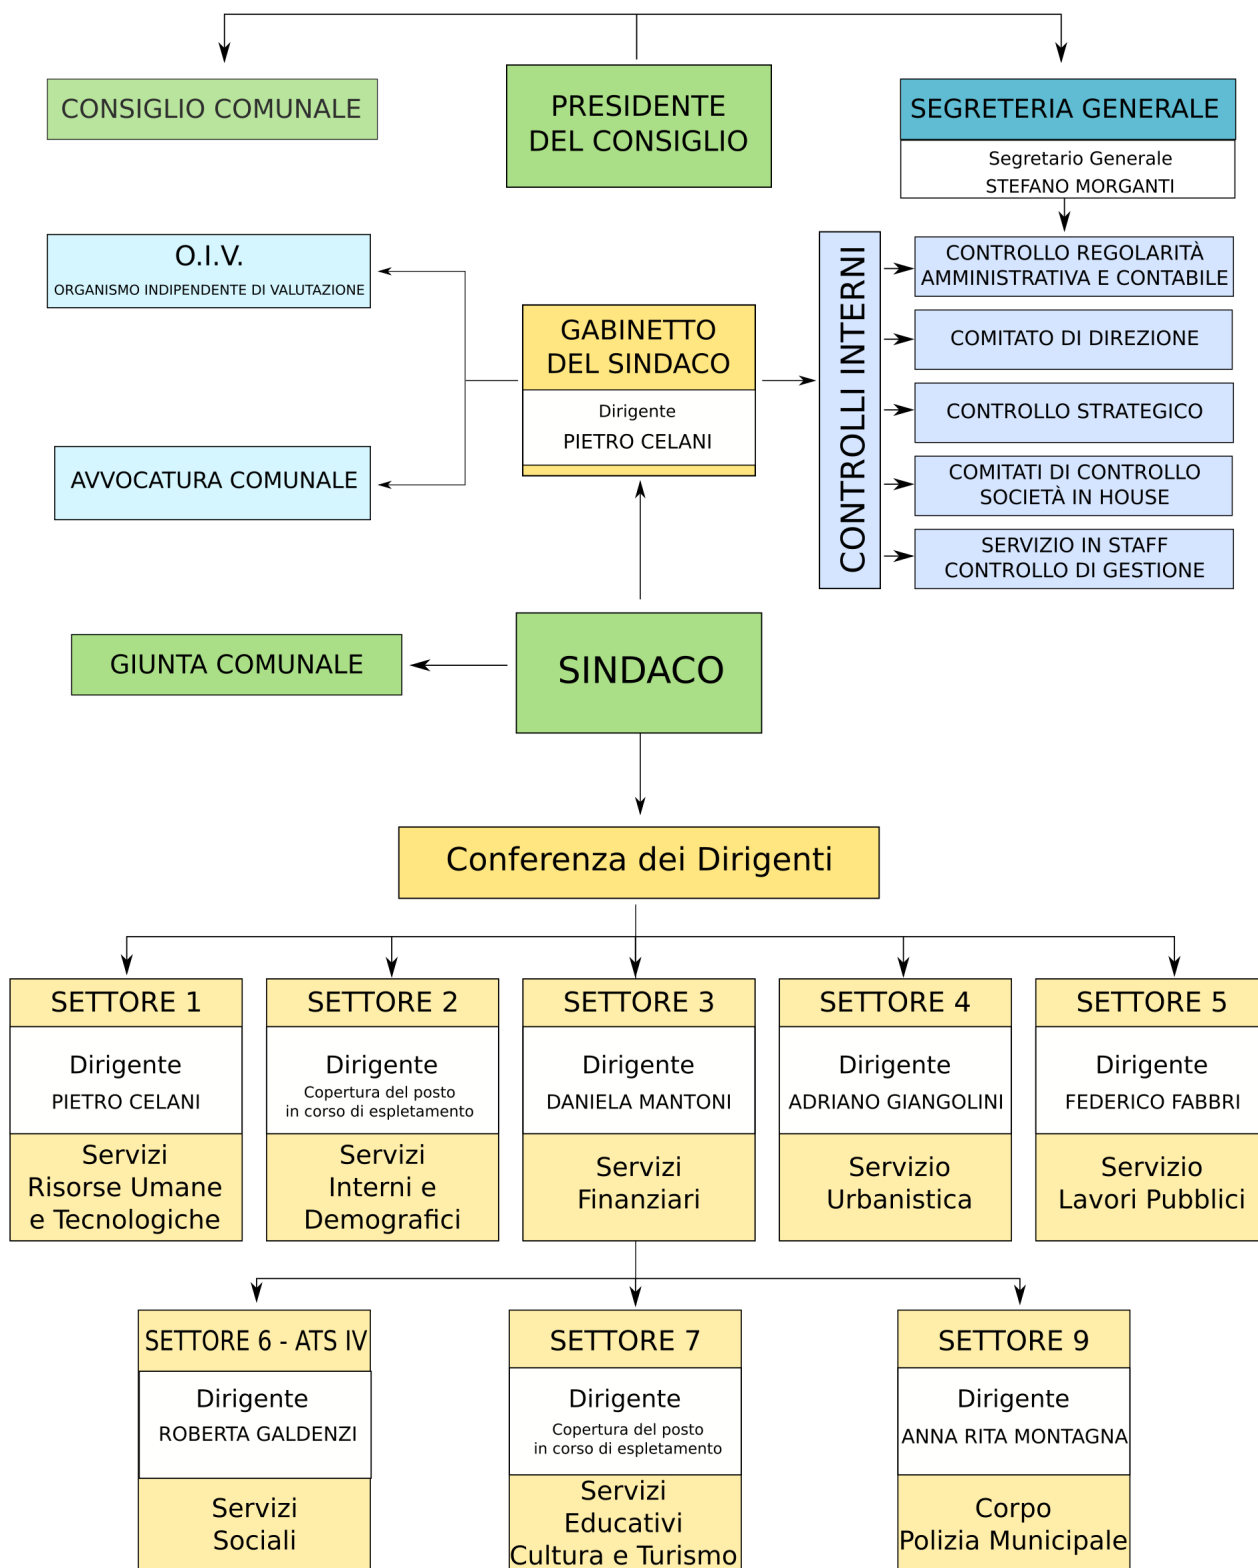 CONSIGLIO COMUNALE
PRESIDENTE
DEL CONSIGLIO
SEGRETERIA GENERALE
Segretario Generale
STEFANO MORGANTI
O.I.V.
ORGANISMO INDIPENDENTE DI VALUTAZIONE
AVVOCATURA COMUNALE
GABINETTO
DEL SINDACO
Dirigente
PIETRO CELANI
CONTROLLI INTERNI
CONTROLLO REGOLARITÀ
AMMINISTRATIVA E CONTABILE
COMITATO DI DIREZIONE
CONTROLLO STRATEGICO
COMITATI DI CONTROLLO
SOCIETÀ IN HOUSE
SERVIZIO IN STAFF
CONTROLLO DI GESTIONE
GIUNTA COMUNALE
SINDACO
Conferenza dei Dirigenti
SETTORE 1
Dirigente
PIETRO CELANI
Servizi
Risorse Umane
e Tecnologiche
SETTORE 2
Dirigente
Copertura del posto
in corso di espletamento
Servizi
Interni e
Demografici
SETTORE 3
Dirigente
DANIELA MANTONI
Servizi
Finanziari
SETTORE 4
Dirigente
ADRIANO GIANGOLINI
Servizio
Urbanistica
SETTORE 5
Dirigente
FEDERICO FABBRI
Servizio
Lavori Pubblici
SETTORE 6 - ATS IV
Dirigente
ROBERTA GALDENZI
Servizi
Sociali
SETTORE 7
Dirigente
Copertura del posto
in corso di espletamento
Servizi
Educativi
Cultura e Turismo
SETTORE 9
Dirigente
ANNA RITA MONTAGNA
Corpo
Polizia Municipale